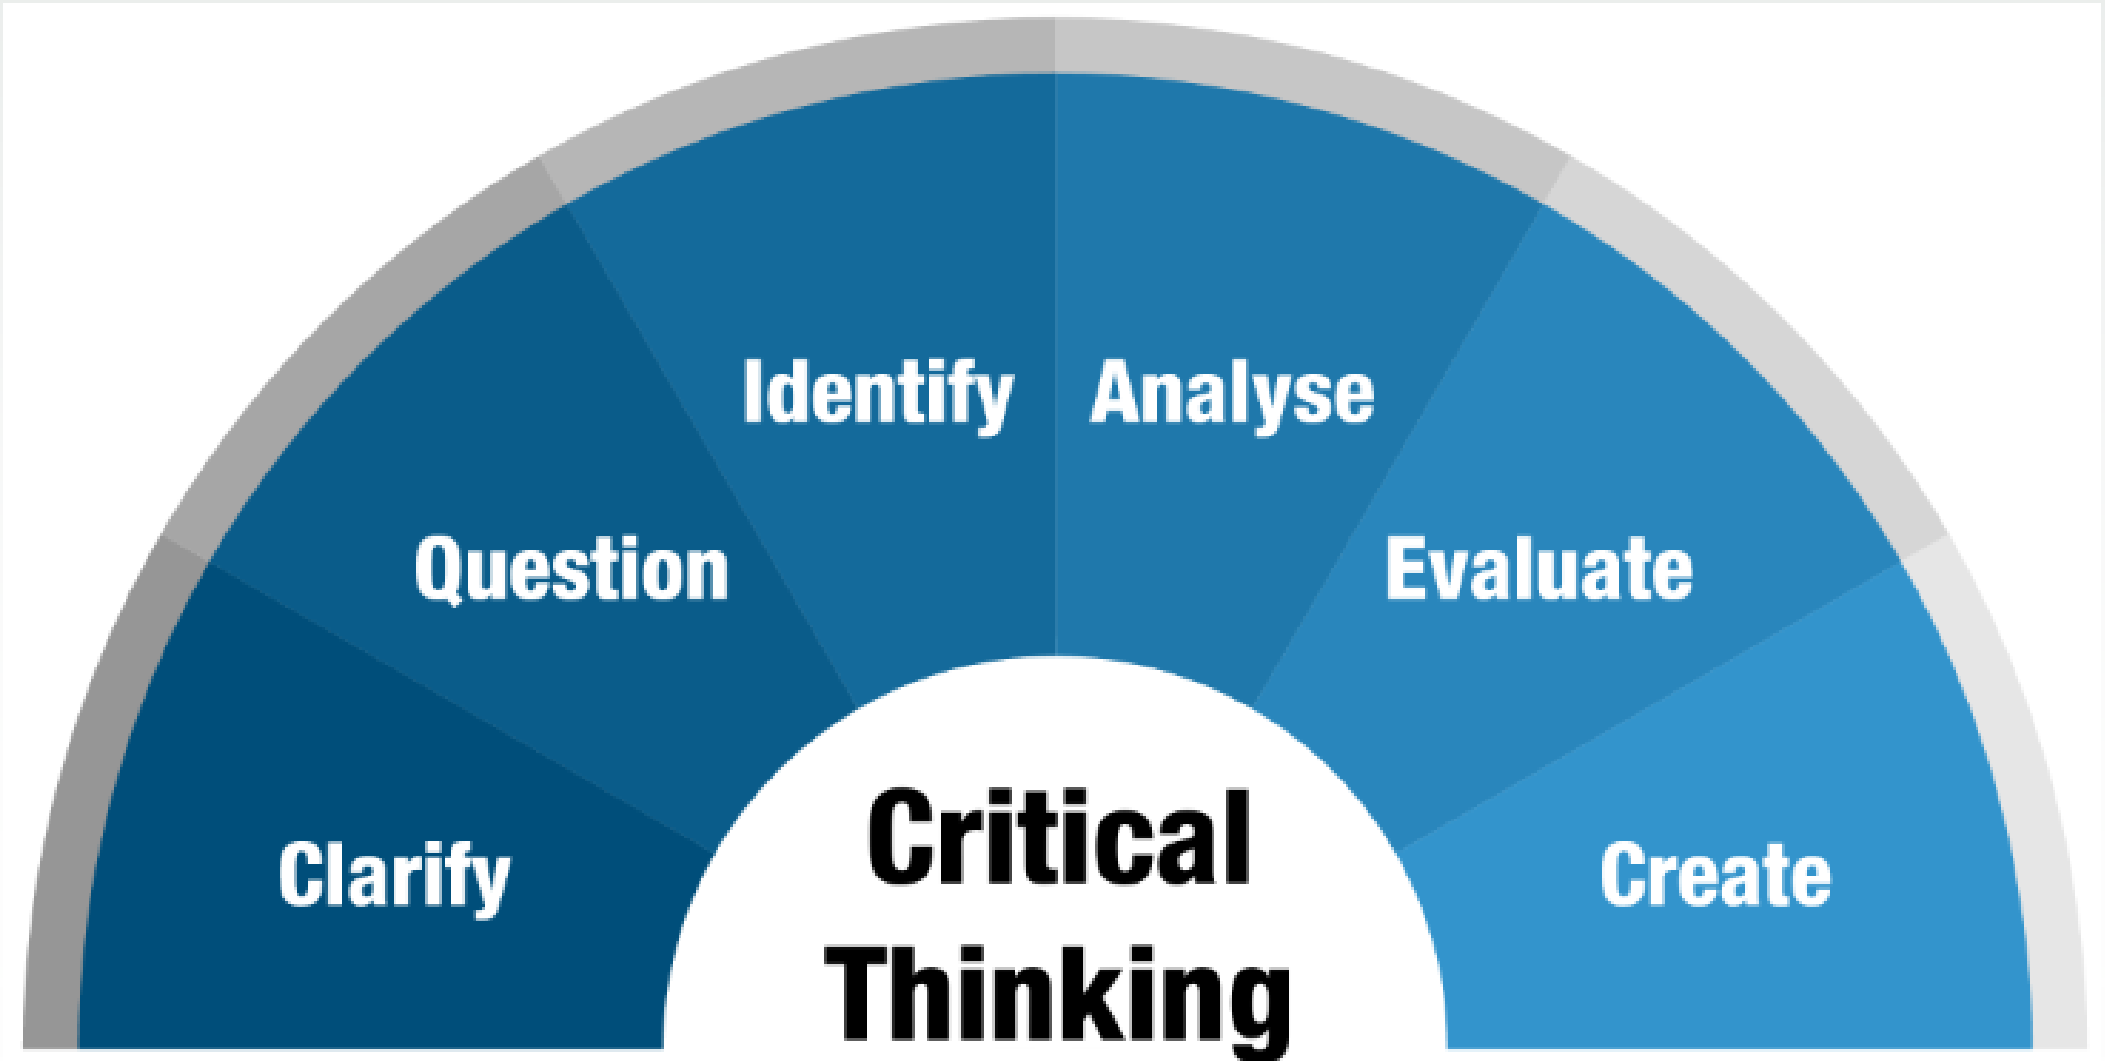 Identify
Analyse
Question
Evaluate
Clarify
Create
Critical
Thinking